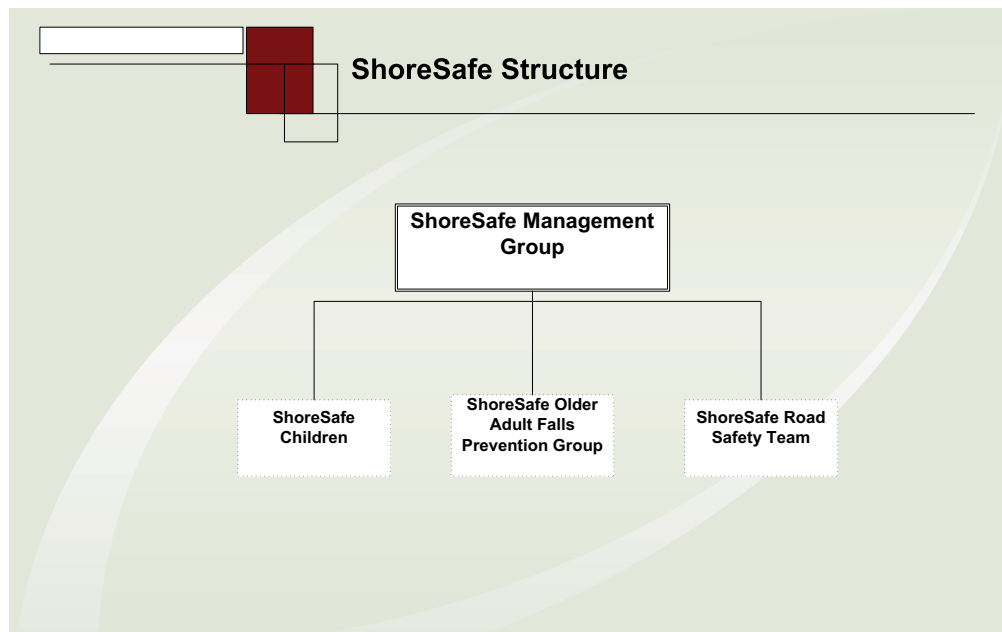 ShoreSafe Structure
ShoreSafe Management
Group
ShoreSafe
Children
ShoreSafe Older
Adult Falls
Prevention Group
ShoreSafe Road
Safety Team